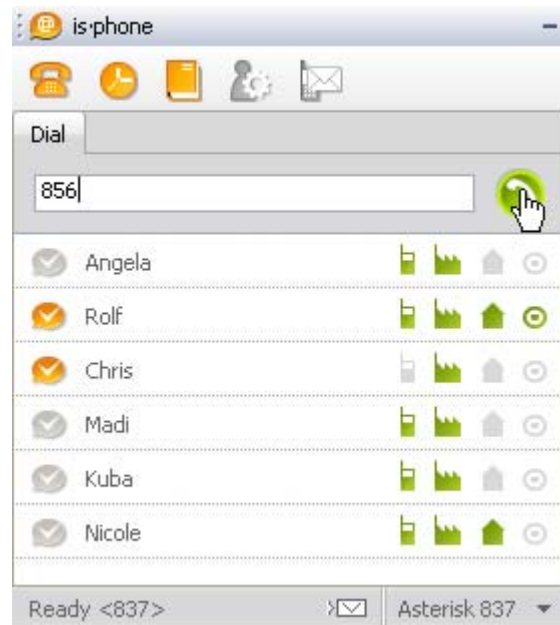 is·phone
Dial
856
Angela
Rolf
Chris
Madi
Kuba
Nicole
Ready <837> Asterisk 837